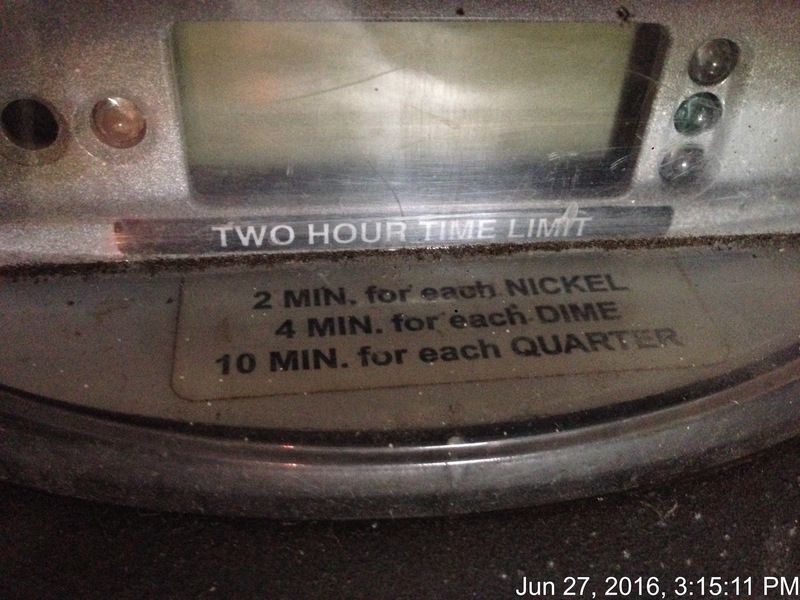 TWO HOUR TIME LIMIT
2 MIN. for each NICKEL
4 MIN. for each DIME
10 MIN. for each QUARTER
Jun 27, 2016, 3:15:11 PM